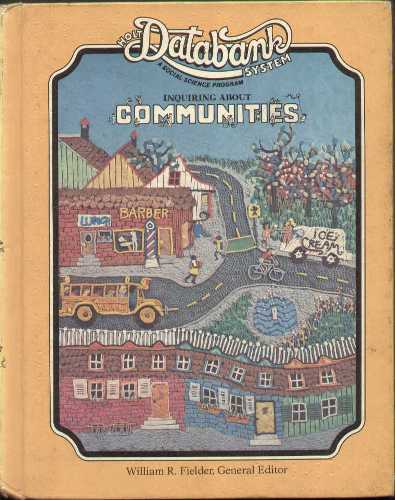 HOLT
Databank
SYSTEM
A SOCIAL SCIENCE PROGRAM
INQUIRING ABOUT
COMMUNITIES
LUNCH
BARBER
ICE
CREAM
William R. Fielder, General Editor